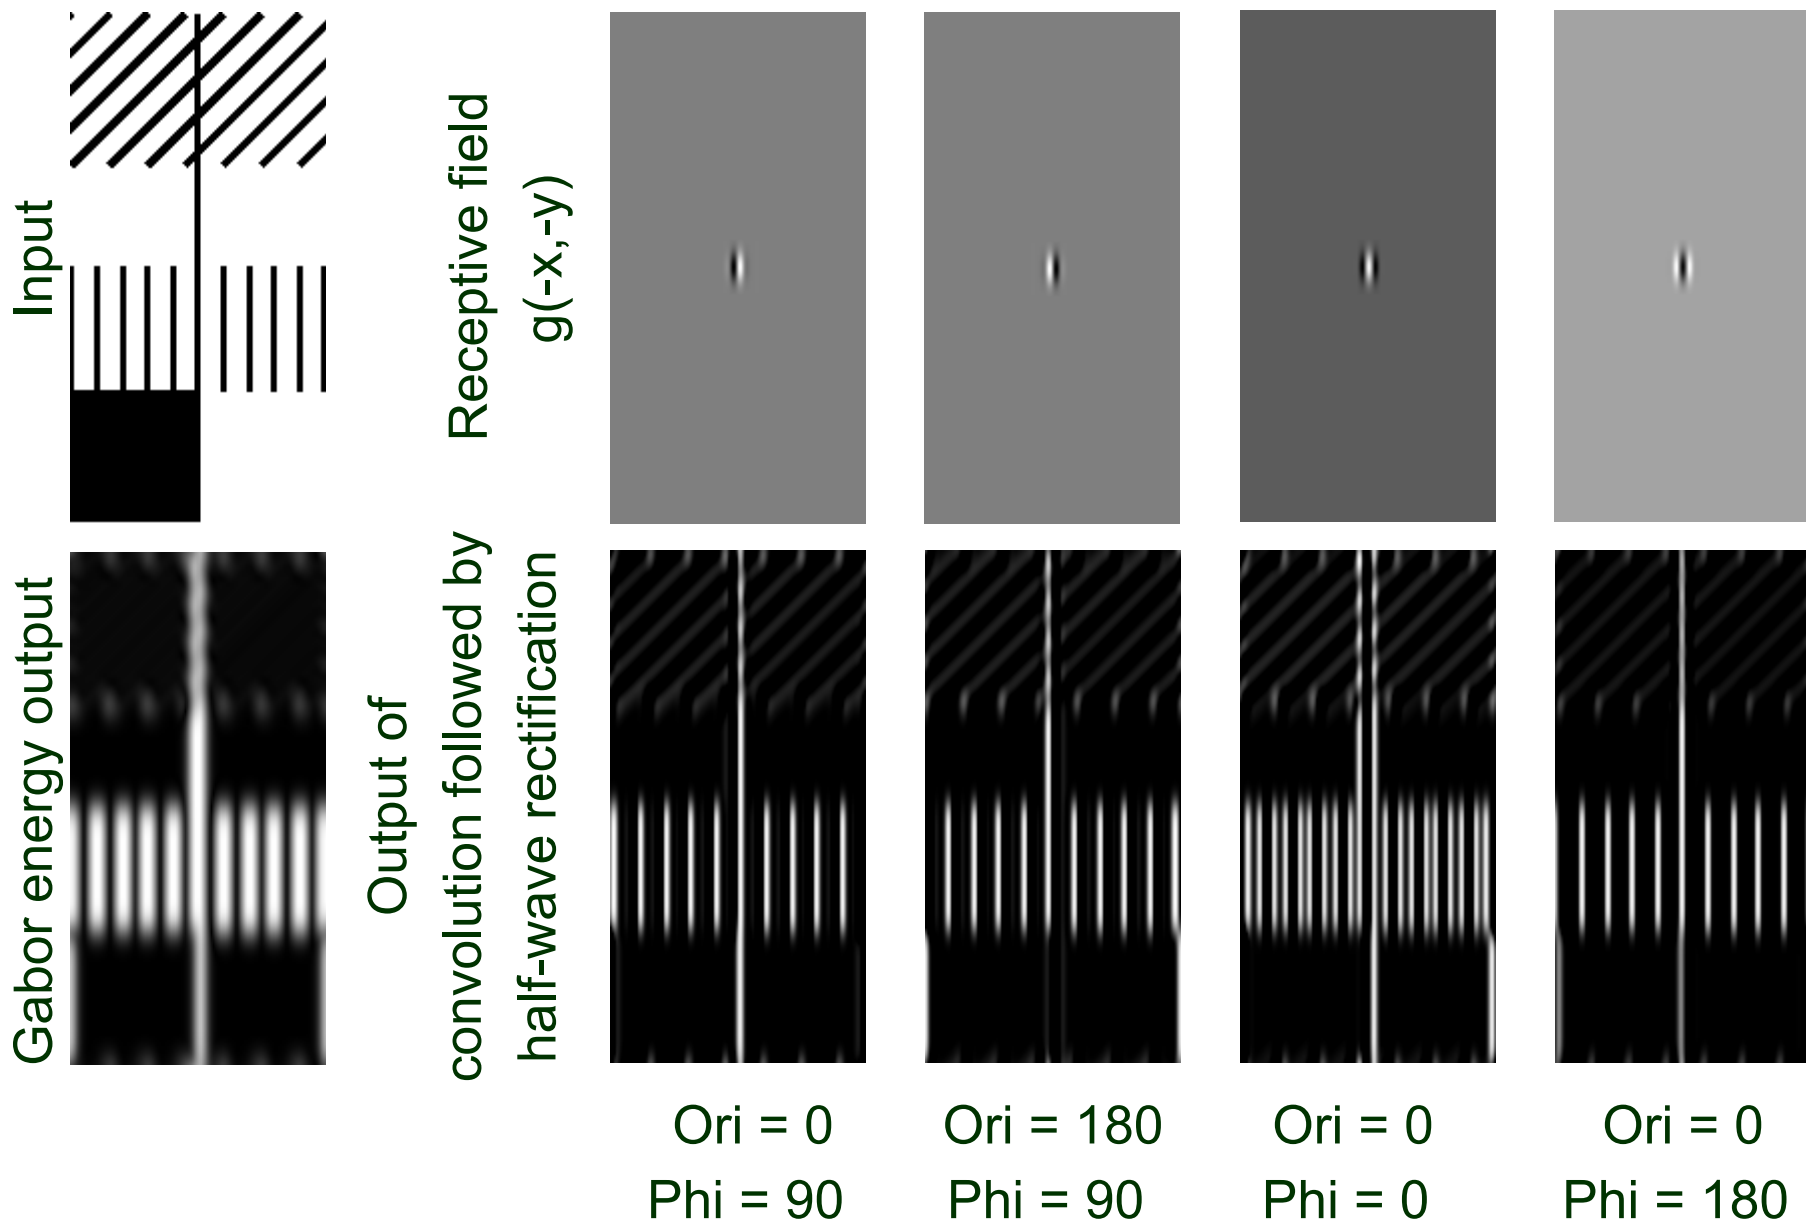 Input
Receptive field
g(-x,-y)
Gabor energy output
Output of
convolution followed by
half-wave rectification
Ori = 0
Phi = 90
Ori = 180
Phi = 90
Ori = 0
Phi = 0
Ori = 0
Phi = 180